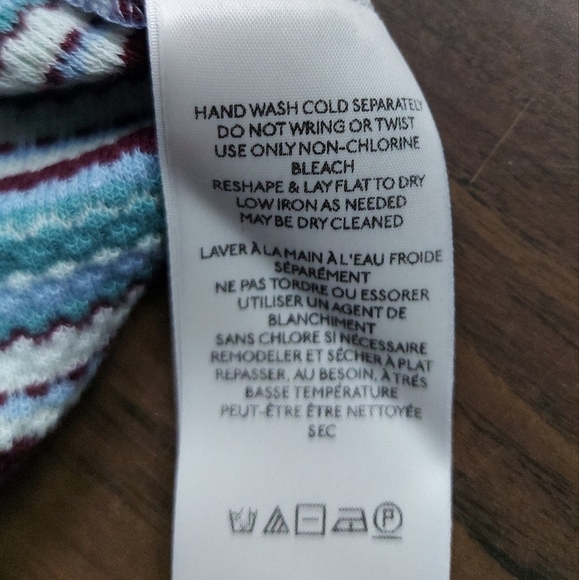 HAND WASH COLD SEPARATELY
DO NOT WRING OR TWIST
USE ONLY NON-CHLORINE
BLEACH
RESHAPE & LAY FLAT TO DRY
LOW IRON AS NEEDED
MAY BE DRY CLEANED
LAVER À LA MAIN À L'EAU FROIDE
SÉPARÉMENT
NE PAS TORDRE OU ESSORER
UTILISER UN AGENT DE
BLANCHIMENT
SANS CHLORE SI NÉCESSAIRE
REMODELER ET SÉCHER À PLAT
REPASSER, AU BESOIN, À TRÈS
BASSE TEMPÉRATURE
PEUT-ÊTRE ÊTRE NETTOYÉE
SEC
P